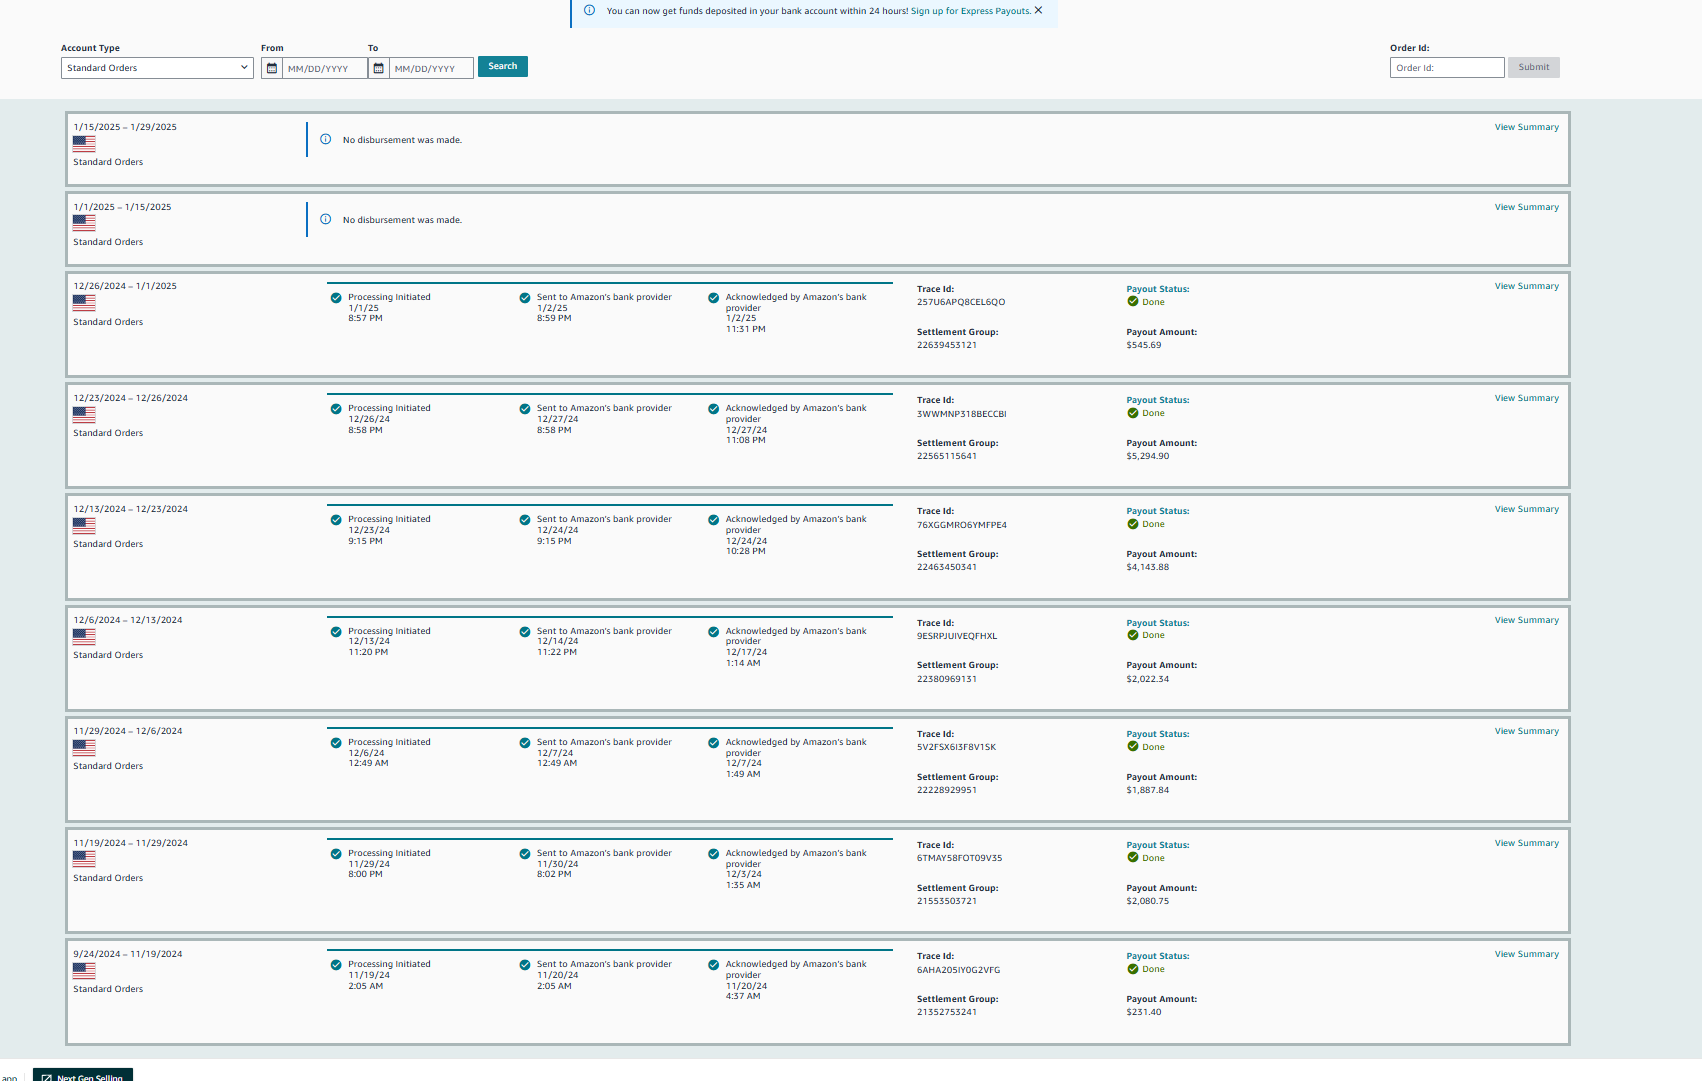 You can now get funds deposited in your bank account within 24 hours! Sign up for Express Payouts.
Account Type
From
To
Order Id:
Standard Orders
MM/DD/YYYY
MM/DD/YYYY
Search
Order Id:
Submit
1/15/2025 – 1/29/2025
No disbursement was made.
View Summary
Standard Orders
1/1/2025 – 1/15/2025
No disbursement was made.
View Summary
Standard Orders
12/26/2024 – 1/1/2025
Standard Orders
Processing Initiated
1/1/25
8:57 PM
Sent to Amazon's bank provider
1/2/25
8:59 PM
Acknowledged by Amazon's bank
provider
1/2/25
11:31 PM
Trace Id:
257U6APQ8CEL6QO
Settlement Group:
22639453121
Payout Status:
Done
Payout Amount:
$545.69
View Summary
12/23/2024 – 12/26/2024
Standard Orders
Processing Initiated
12/26/24
8:58 PM
Sent to Amazon's bank provider
12/27/24
8:58 PM
Acknowledged by Amazon's bank
provider
12/27/24
11:08 PM
Trace Id:
3WWMNP318BECCBI
Settlement Group:
22565115641
Payout Status:
Done
Payout Amount:
$5,294.90
View Summary
12/13/2024 – 12/23/2024
Standard Orders
Processing Initiated
12/23/24
9:15 PM
Sent to Amazon's bank provider
12/24/24
9:15 PM
Acknowledged by Amazon's bank
provider
12/24/24
10:28 PM
Trace Id:
76XGGMRO6YMFPE4
Settlement Group:
22463450341
Payout Status:
Done
Payout Amount:
$4,143.88
View Summary
12/6/2024 – 12/13/2024
Standard Orders
Processing Initiated
12/13/24
11:20 PM
Sent to Amazon's bank provider
12/14/24
11:22 PM
Acknowledged by Amazon's bank
provider
12/17/24
1:14 AM
Trace Id:
9ESRPJUIVEQFHXL
Settlement Group:
22380969131
Payout Status:
Done
Payout Amount:
$2,022.34
View Summary
11/29/2024 – 12/6/2024
Standard Orders
Processing Initiated
12/6/24
12:49 AM
Sent to Amazon's bank provider
12/7/24
12:49 AM
Acknowledged by Amazon's bank
provider
12/7/24
1:49 AM
Trace Id:
5V2FSX6I3F8V1SK
Settlement Group:
22228929951
Payout Status:
Done
Payout Amount:
$1,887.84
View Summary
11/19/2024 – 11/29/2024
Standard Orders
Processing Initiated
11/29/24
8:00 PM
Sent to Amazon's bank provider
11/30/24
8:02 PM
Acknowledged by Amazon's bank
provider
12/3/24
1:35 AM
Trace Id:
6TMAY58FOT09V35
Settlement Group:
21553503721
Payout Status:
Done
Payout Amount:
$2,080.75
View Summary
9/24/2024 – 11/19/2024
Standard Orders
Processing Initiated
11/19/24
2:05 AM
Sent to Amazon's bank provider
11/20/24
2:05 AM
Acknowledged by Amazon's bank
provider
11/20/24
4:37 AM
Trace Id:
6AHA205IY0G2VFG
Settlement Group:
21352753241
Payout Status:
Done
Payout Amount:
$231.40
View Summary
app
Next Gen Selling